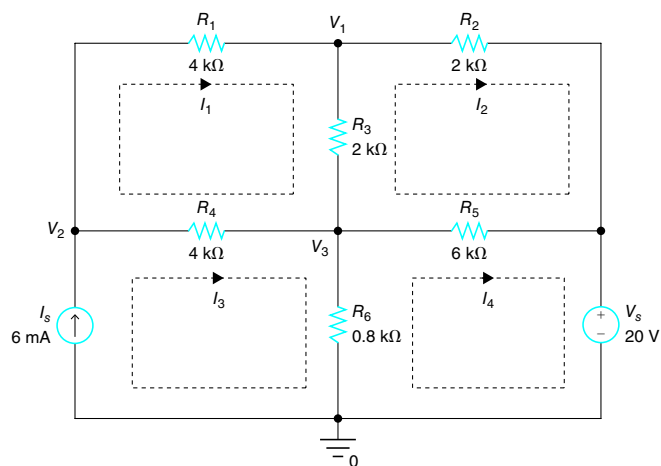 V1
R1
R2
4 kΩ
2 kΩ
I1
I2
R3
2 kΩ
R4
R5
V2
V3
4 kΩ
6 kΩ
I3
I4
Is
6 mA
R6
0.8 kΩ
+
−
Vs
20 V
0